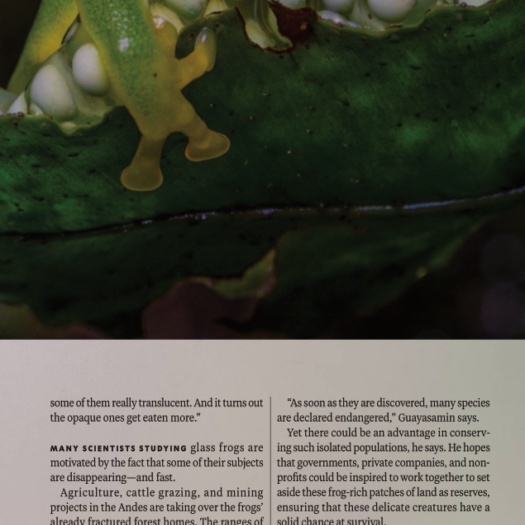 some of them really translucent. And it turns out
the opaque ones get eaten more.”
MANY SCIENTISTS STUDYING glass frogs are
motivated by the fact that some of their subjects
are disappearing—and fast.
Agriculture, cattle grazing, and mining
projects in the Andes are taking over the frogs’
already fractured forest homes. The ranges of
“As soon as they are discovered, many species
are declared endangered,” Guayasamin says.
Yet there could be an advantage in conserv-
ing such isolated populations, he says. He hopes
that governments, private companies, and non-
profits could be inspired to work together to set
aside these frog-rich patches of land as reserves,
ensuring that these delicate creatures have a
solid chance at survival.